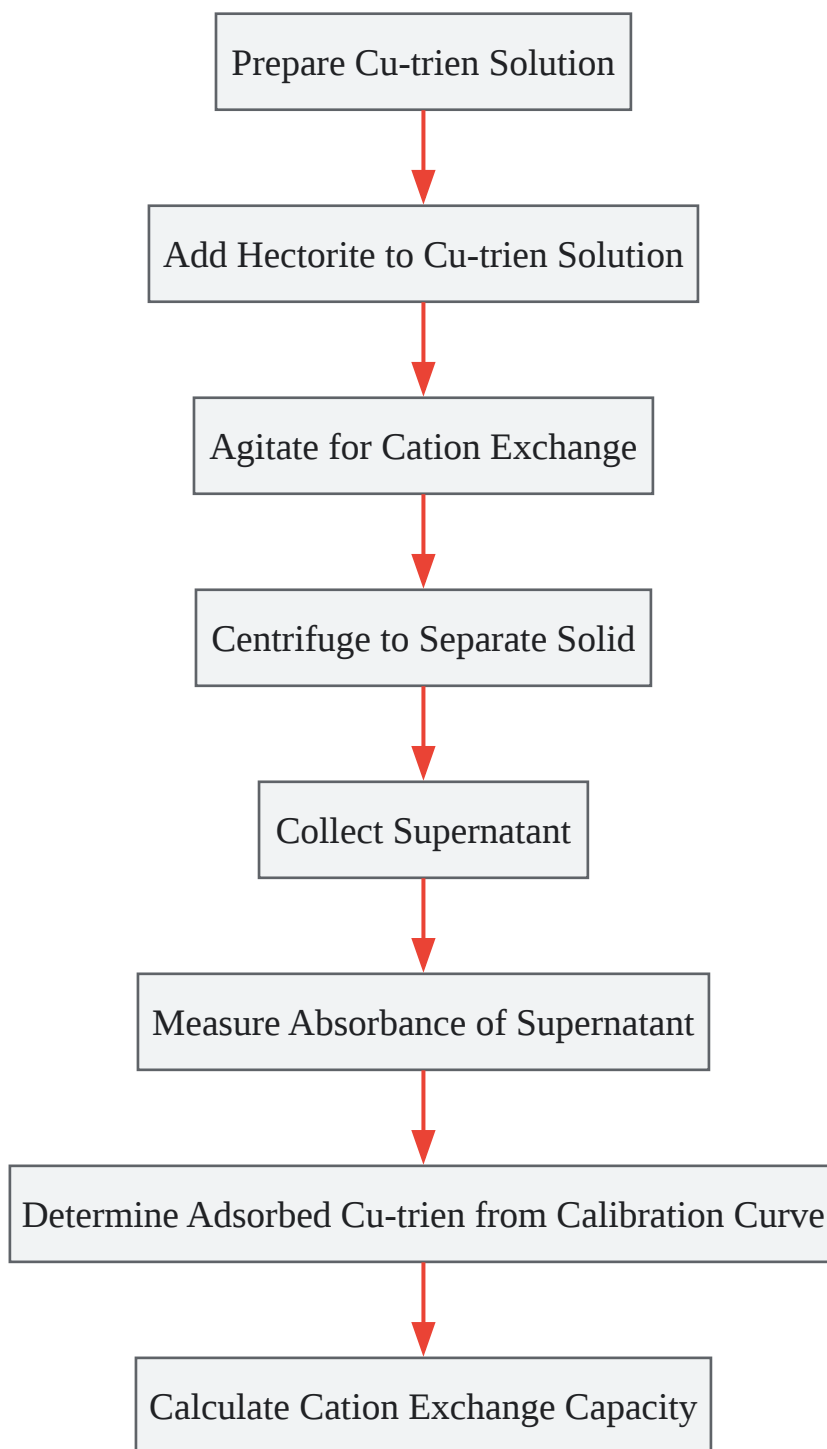 Prepare Cu-trien Solution
Add Hectorite to Cu-trien Solution
Agitate for Cation Exchange
Centrifuge to Separate Solid
Collect Supernatant
Measure Absorbance of Supernatant
Determine Adsorbed Cu-trien from Calibration Curve
Calculate Cation Exchange Capacity